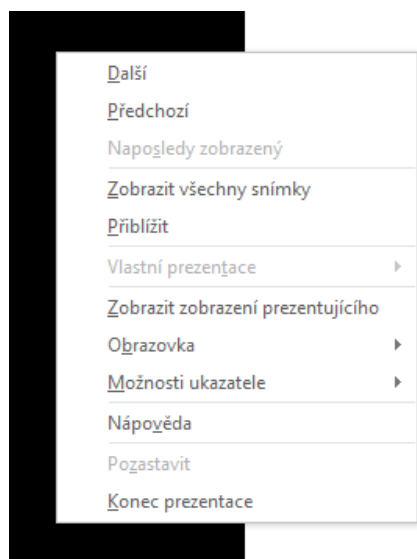 Další
Předchozí
Naposledy zobrazený
Zobrazit všechny snímky
Přiblížit
Vlastní prezentace
Zobrazit zobrazení prezentujícího
Obrazovka
Možnosti ukazatele
Nápověda
Pozastavit
Konec prezentace